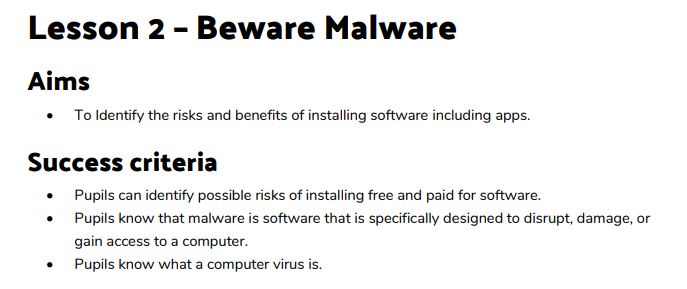 Lesson 2 – Beware Malware
Aims
• To Identify the risks and benefits of installing software including apps.
Success criteria
• Pupils can identify possible risks of installing free and paid for software.
• Pupils know that malware is software that is specifically designed to disrupt, damage, or
gain access to a computer.
• Pupils know what a computer virus is.